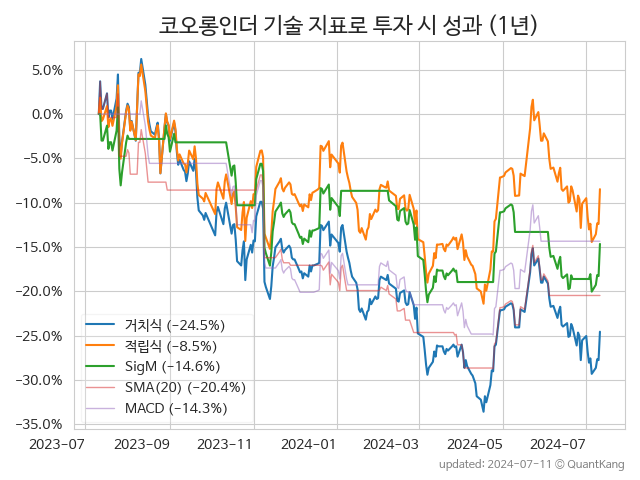 코오롱인더 기술 지표로 투자 시 성과 (1년)
5.0%
0.0%
−5.0%
−10.0%
−15.0%
−20.0%
−25.0%
−30.0%
−35.0%
거치식 (−24.5%)
적립식 (−8.5%)
SigM (−14.6%)
SMA(20) (−20.4%)
MACD (−14.3%)
2023-07 2023-09 2023-11 2024-01 2024-03 2024-05 2024-07
updated: 2024-07-11 © QuantKang